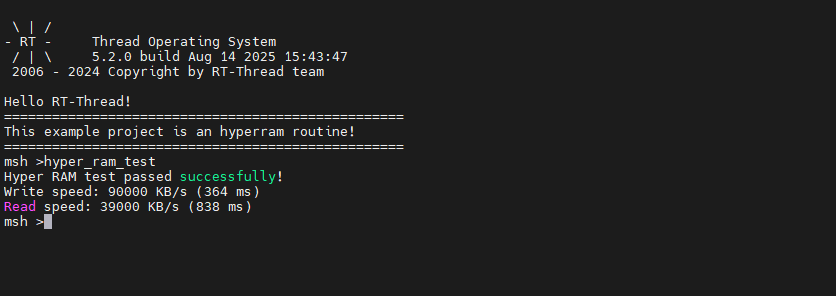 \ | /
- RT -     Thread Operating System
 / | \     5.2.0 build Aug 14 2025 15:43:47
 2006 - 2024 Copyright by RT-Thread team
Hello RT-Thread!
==================================================
This example project is an hyperram routine!
==================================================
msh >hyper_ram_test
Hyper RAM test passed successfully!
Write speed: 90000 KB/s (364 ms)
Read speed: 39000 KB/s (838 ms)
msh >